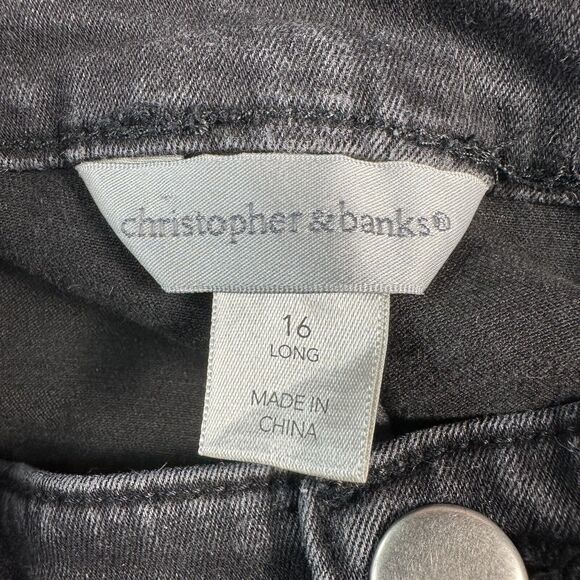 christopher & banks®
16
LONG
MADE IN
CHINA